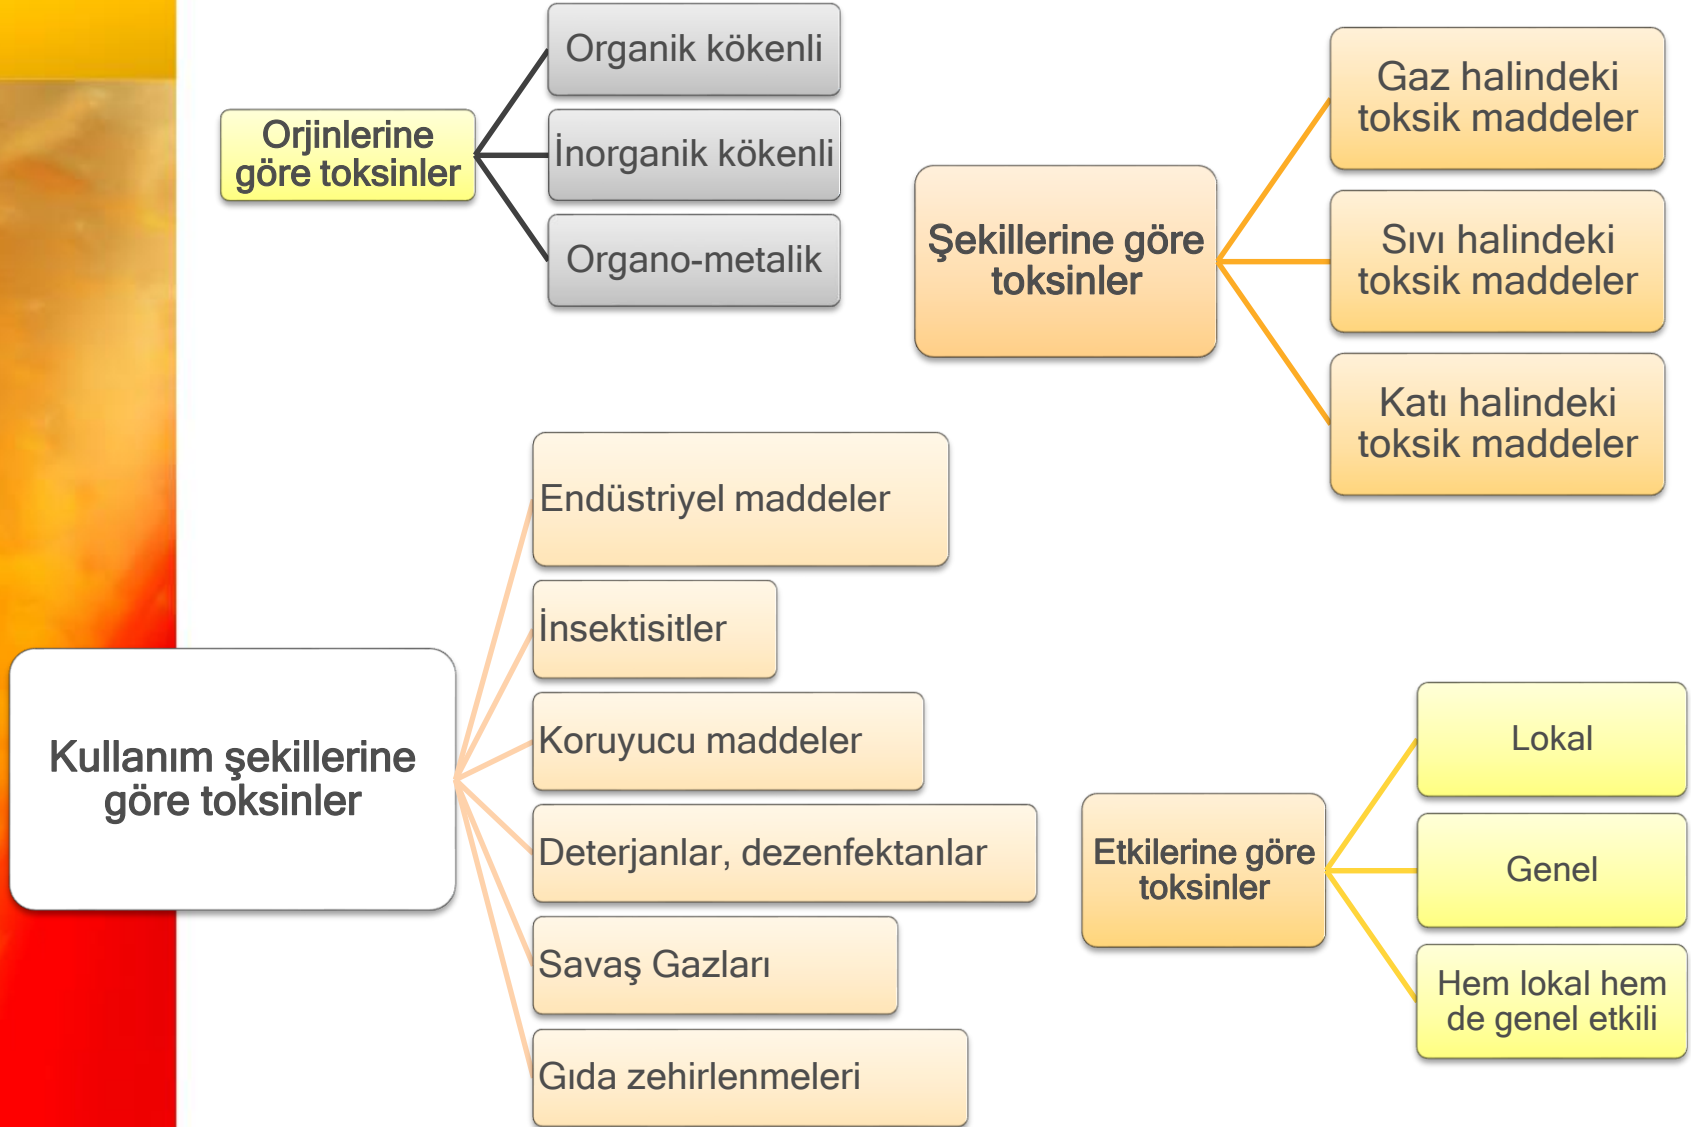 Orjinlerine
göre toksinler
Organik kökenli
İnorganik kökenli
Organo-metalik
Şekillerine göre
toksinler
Gaz halindeki
toksik maddeler
Sıvı halindeki
toksik maddeler
Katı halindeki
toksik maddeler
Kullanım şekillerine
göre toksinler
Endüstriyel maddeler
İnsektisitler
Koruyucu maddeler
Deterjanlar, dezenfektanlar
Savaş Gazları
Gıda zehirlenmeleri
Etkilerine göre
toksinler
Lokal
Genel
Hem lokal hem
de genel etkili